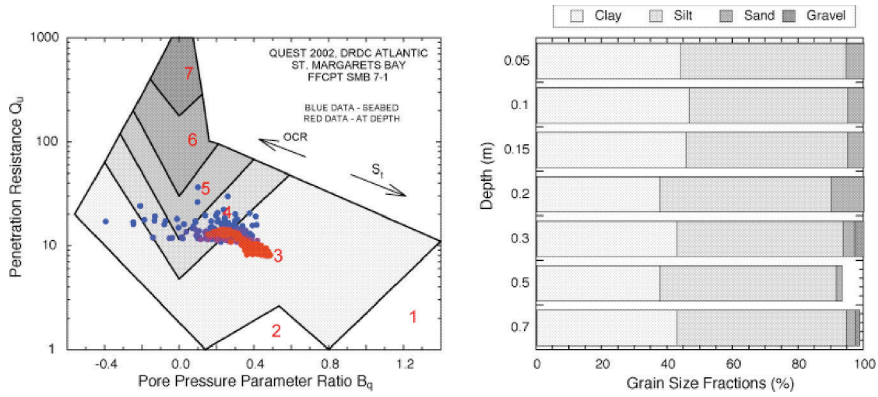 QUEST 2002, DRDC ATLANTIC
ST. MARGARETS BAY
FFCPT SMB 7-1
BLUE DATA - SEABED
RED DATA - AT DEPTH
OCR
St
7
6
5
4
3
2
1
1000
100
10
1
-0.4 0.0 0.4 0.8 1.2
Penetration Resistance Qu
Pore Pressure Parameter Ratio Bq
Clay Silt Sand Gravel
0.05
0.1
0.15
0.2
0.3
0.5
0.7
Depth (m)
0 20 40 60 80 100
Grain Size Fractions (%)